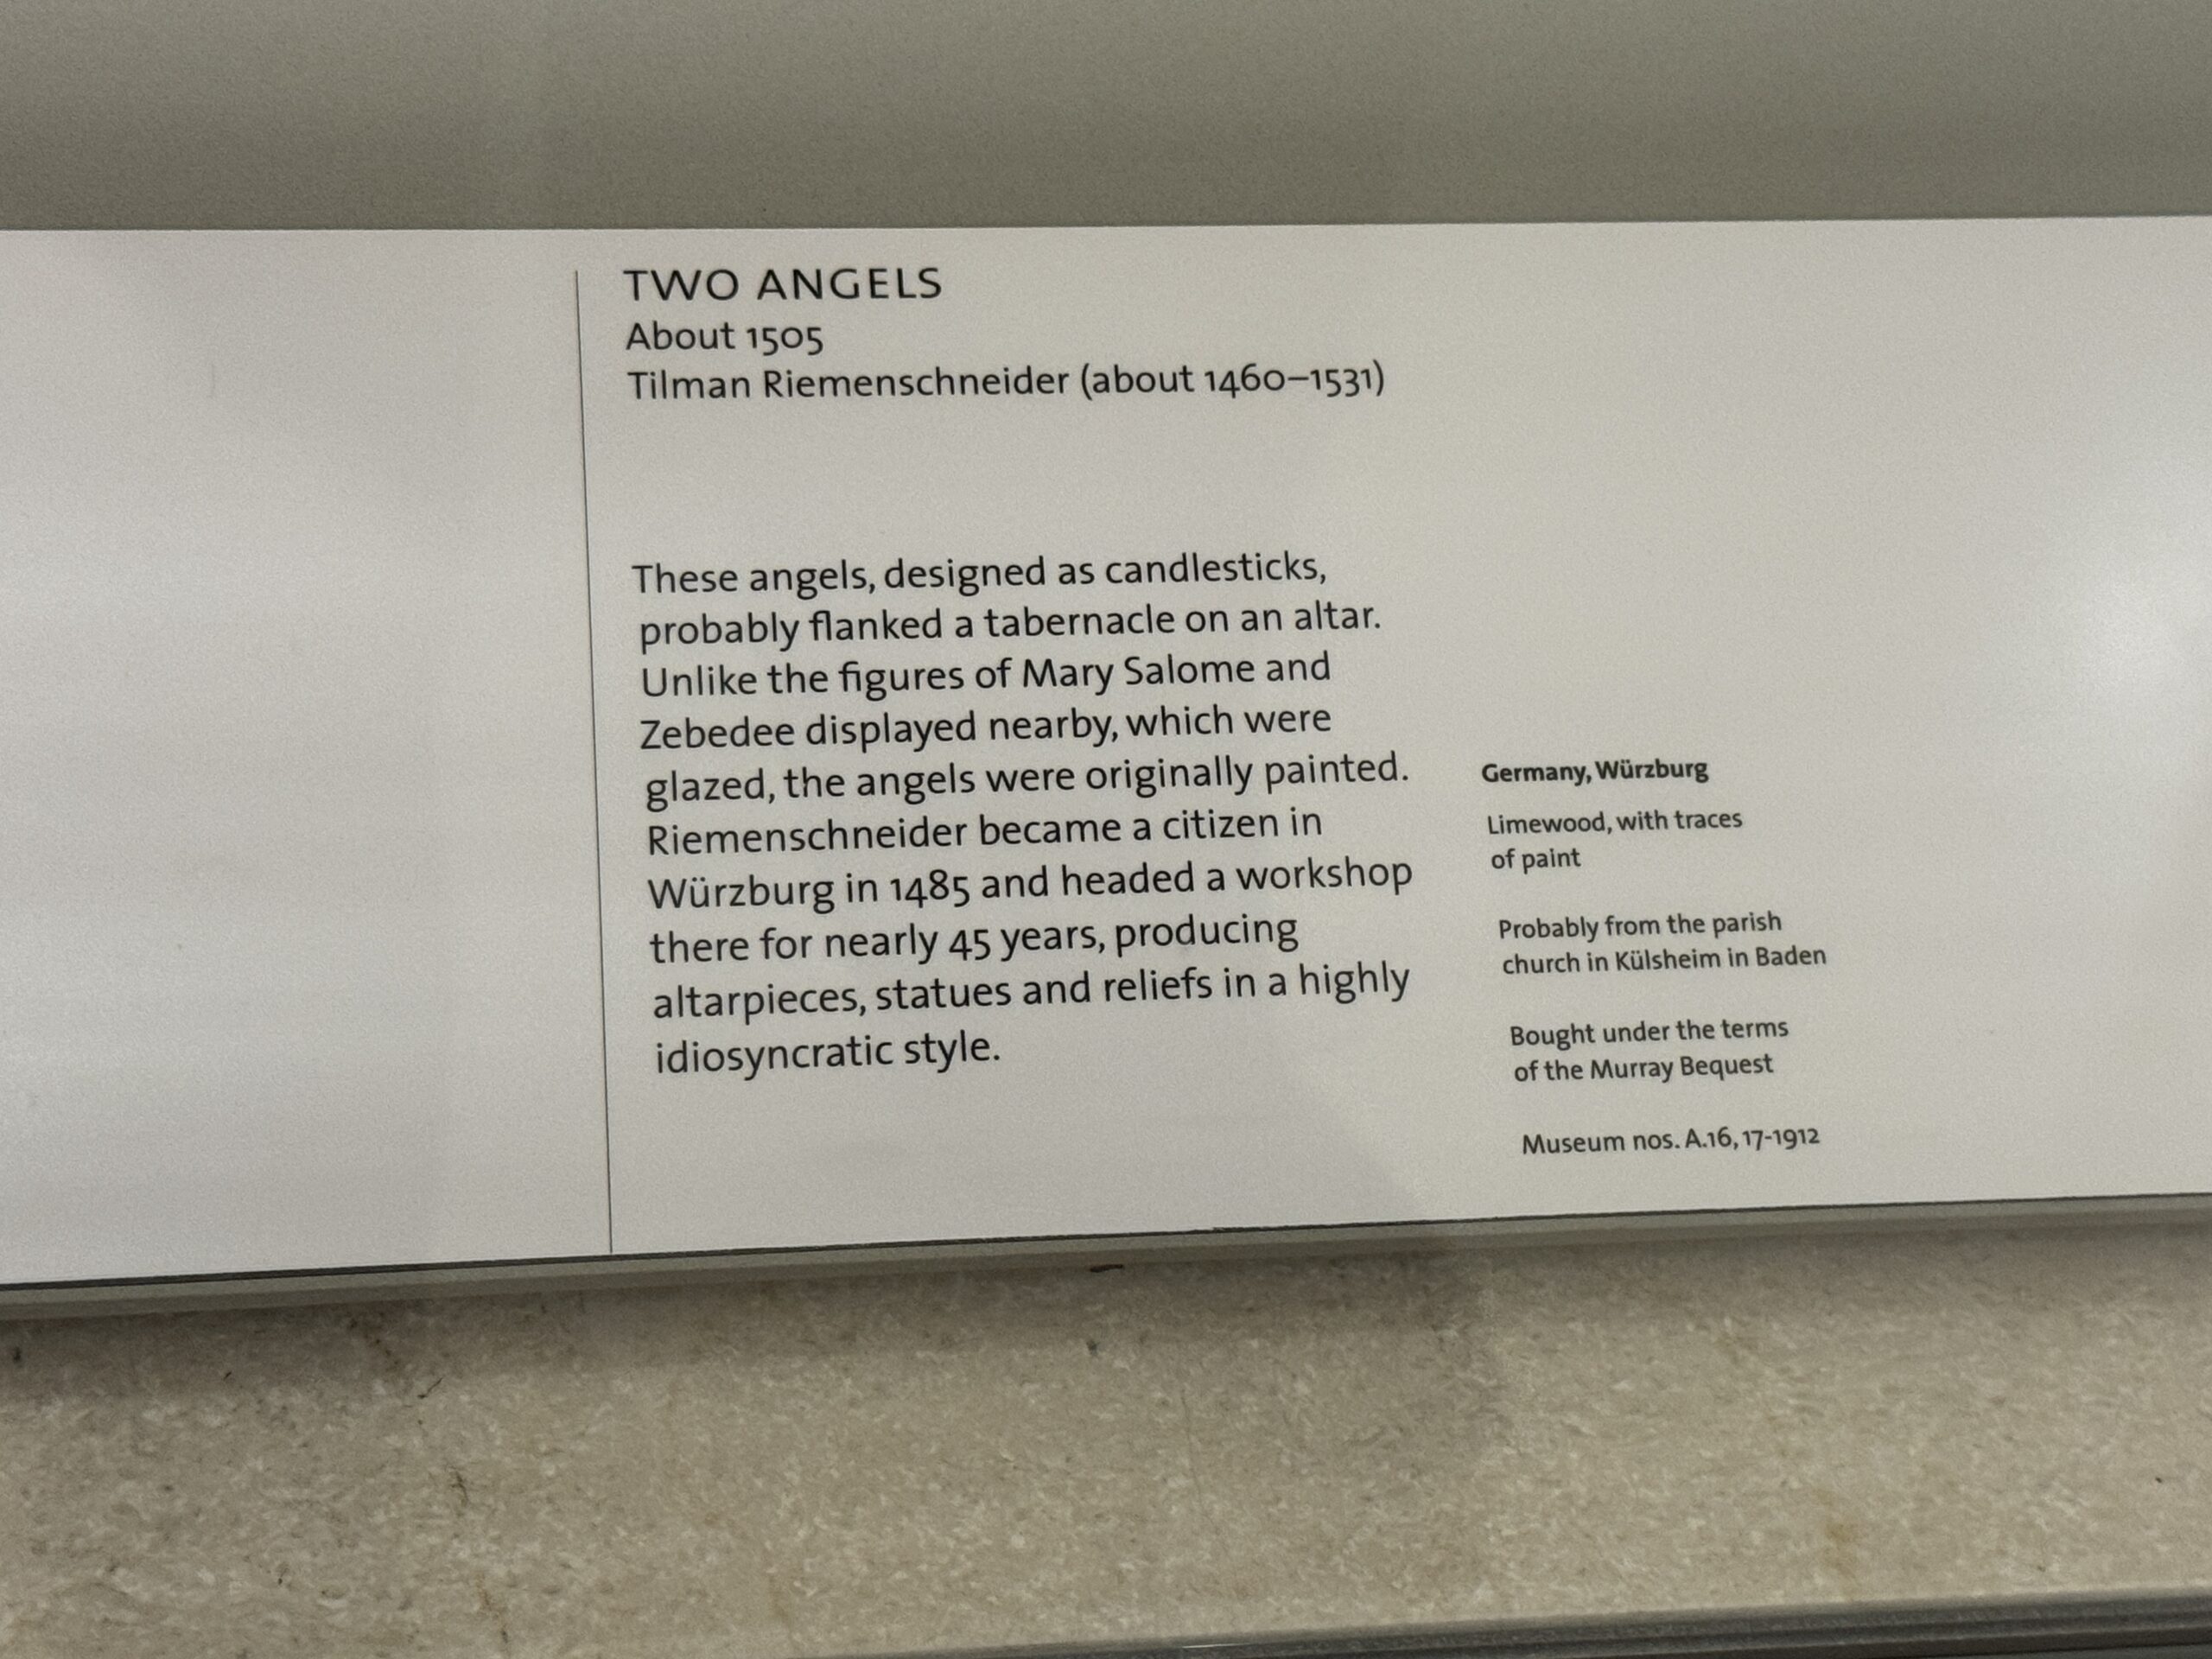 TWO ANGELS
About 1505
Tilman Riemenschneider (about 1460–1531)
These angels, designed as candlesticks,
probably flanked a tabernacle on an altar.
Unlike the figures of Mary Salome and
Zebedee displayed nearby, which were
glazed, the angels were originally painted.
Riemenschneider became a citizen in
Würzburg in 1485 and headed a workshop
there for nearly 45 years, producing
altarpieces, statues and reliefs in a highly
idiosyncratic style.
Germany, Würzburg
Limewood, with traces
of paint
Probably from the parish
church in Külsheim in Baden
Bought under the terms
of the Murray Bequest
Museum nos. A.16, 17-1912